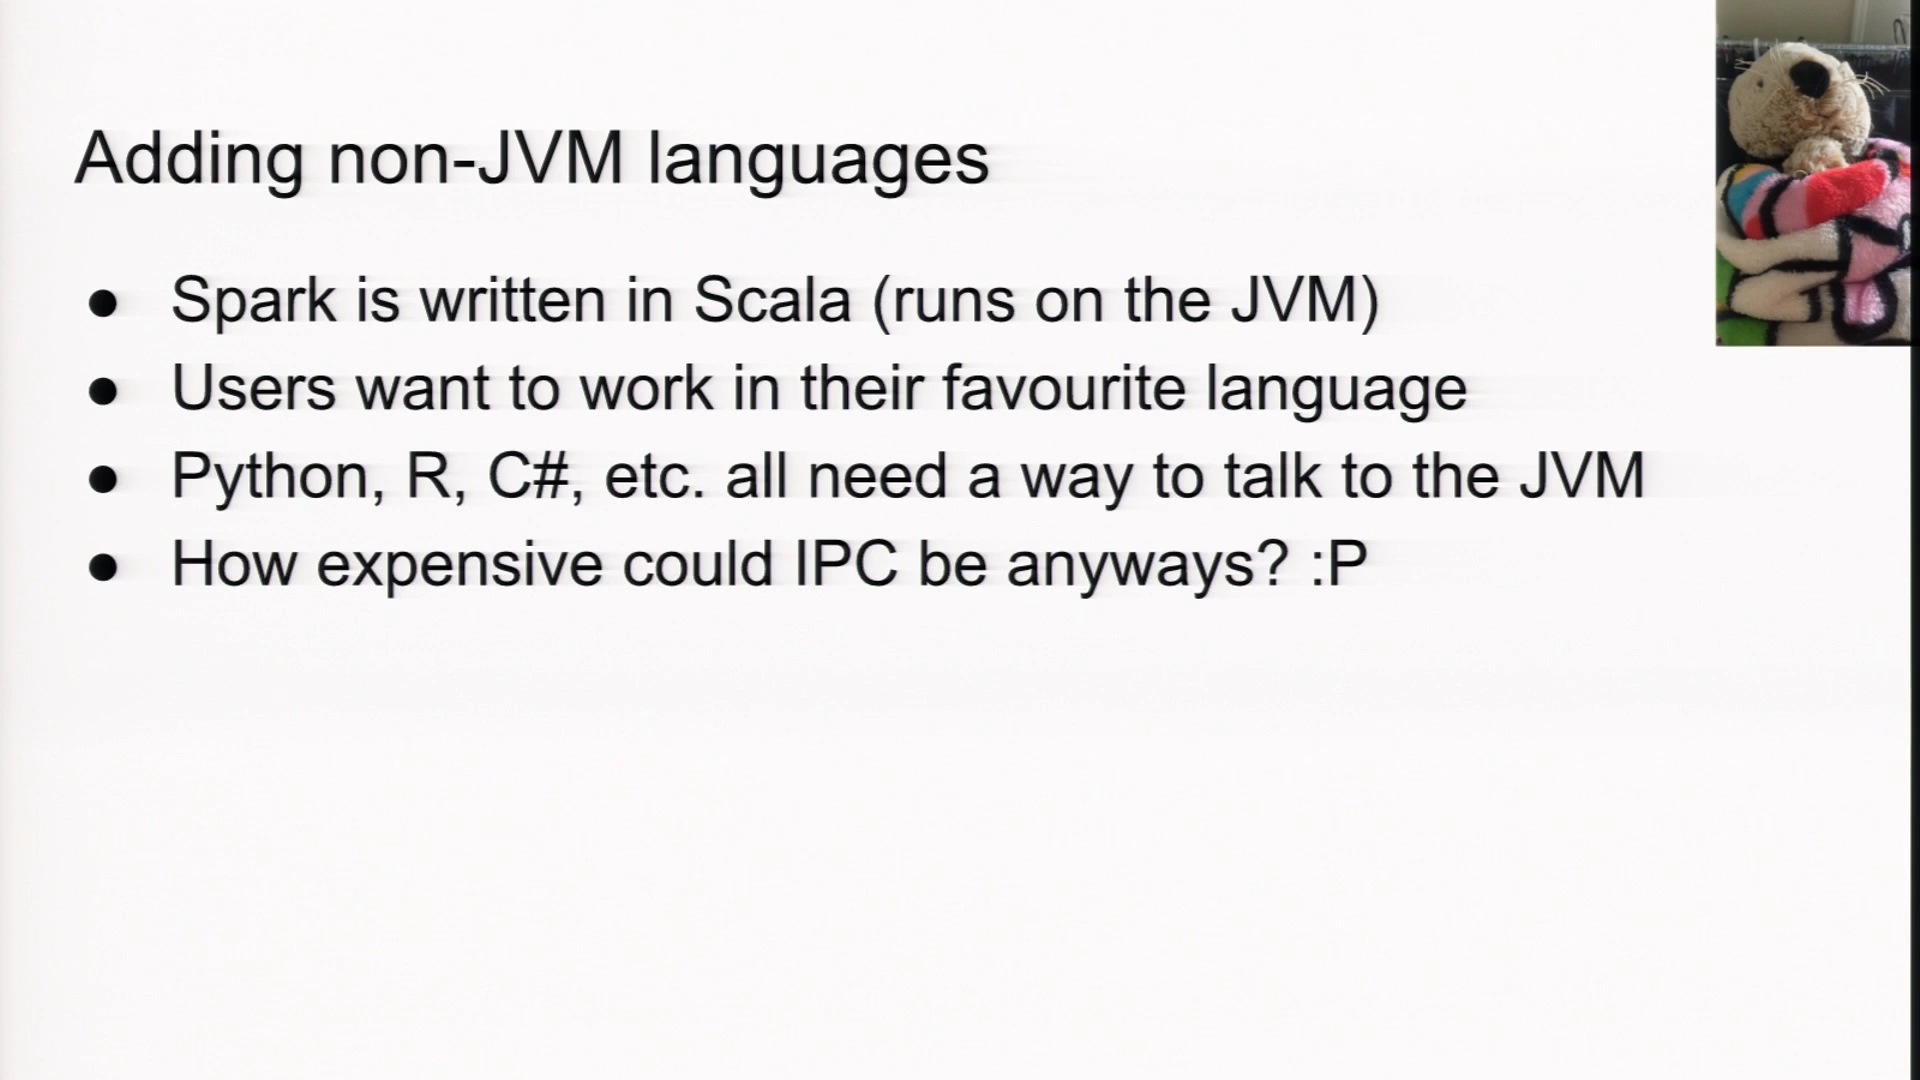 Adding non-JVM languages
● Spark is written in Scala (runs on the JVM)
● Users want to work in their favourite language
● Python, R, C#, etc. all need a way to talk to the JVM
● How expensive could IPC be anyways? :P